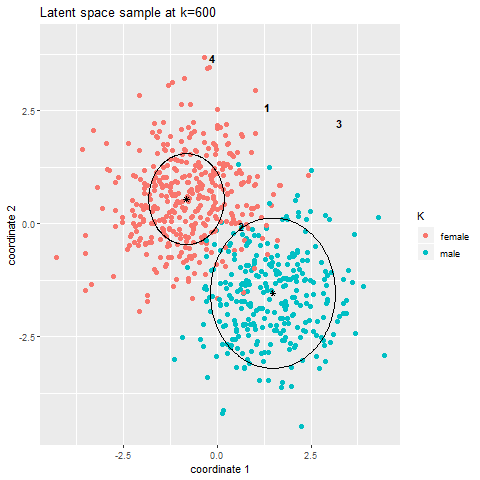 Latent space sample at k=600
4
1
3
2
2.5
0.0
-2.5
-2.5
0.0
2.5
coordinate 1
coordinate 2
K
female
male